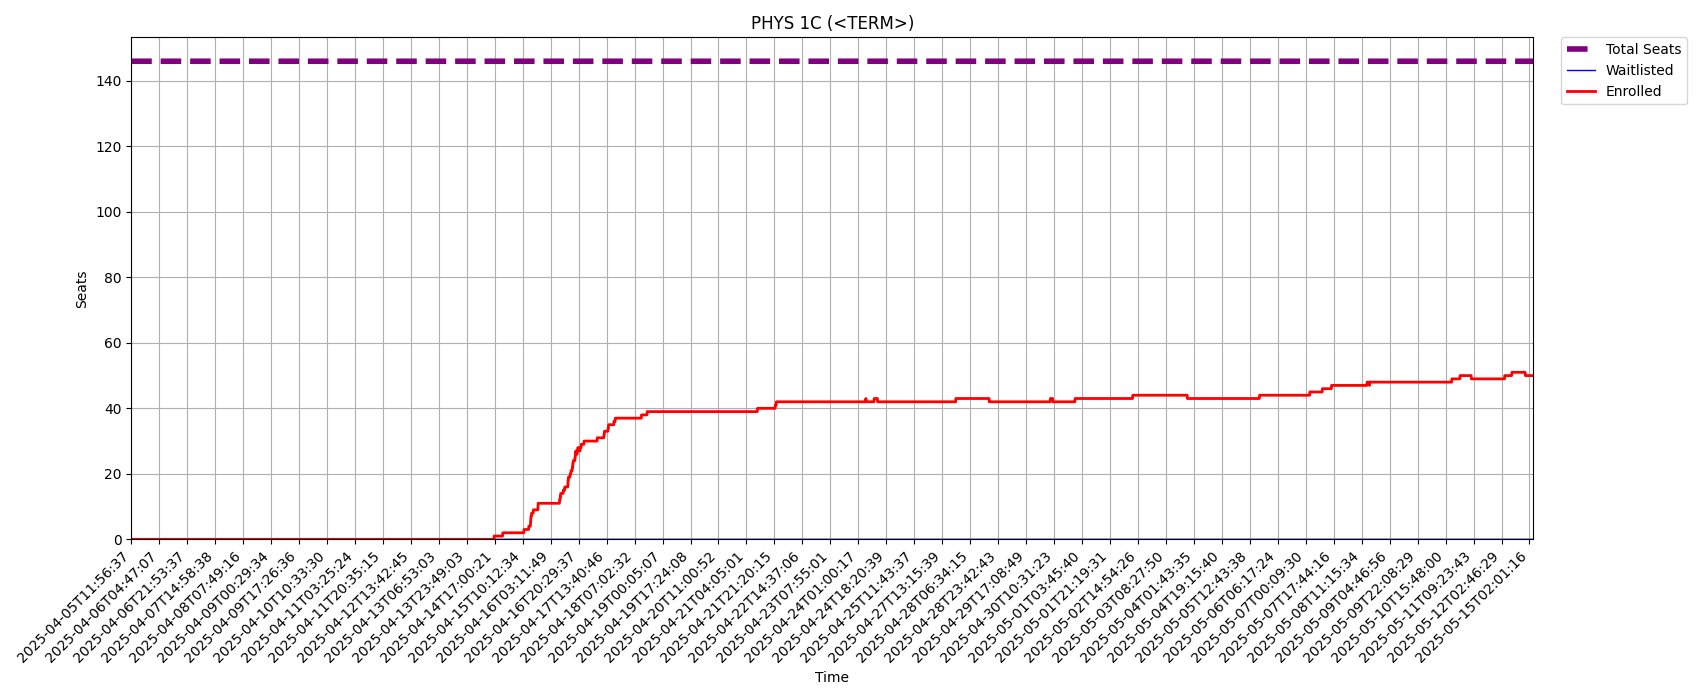 PHYS 1C (<TERM>)
Total Seats
Waitlisted
Enrolled
140
120
100
80
60
40
20
0
Seats
2025-04-05T11:56:37
2025-04-06T04:47:07
2025-04-06T21:53:37
2025-04-07T14:58:38
2025-04-08T07:49:16
2025-04-09T00:29:34
2025-04-09T17:26:36
2025-04-10T10:33:30
2025-04-11T03:25:24
2025-04-11T20:35:15
2025-04-12T13:42:45
2025-04-13T06:53:03
2025-04-13T23:49:03
2025-04-14T17:00:21
2025-04-15T10:12:34
2025-04-16T03:11:49
2025-04-16T20:29:37
2025-04-17T13:40:46
2025-04-18T07:02:32
2025-04-19T00:05:07
2025-04-19T17:24:08
2025-04-20T11:00:52
2025-04-21T04:05:01
2025-04-21T21:20:15
2025-04-22T14:37:06
2025-04-23T07:55:01
2025-04-24T01:00:17
2025-04-24T18:20:39
2025-04-25T11:43:37
2025-04-27T13:15:39
2025-04-28T06:34:15
2025-04-28T23:42:43
2025-04-29T17:08:49
2025-04-30T10:31:23
2025-05-01T03:45:40
2025-05-01T21:19:31
2025-05-02T14:54:26
2025-05-03T08:27:50
2025-05-04T01:43:35
2025-05-04T19:15:40
2025-05-05T12:43:38
2025-05-06T06:17:24
2025-05-07T00:09:30
2025-05-07T17:44:16
2025-05-08T11:15:34
2025-05-09T04:46:56
2025-05-09T22:08:29
2025-05-10T15:48:00
2025-05-11T09:23:43
2025-05-12T02:46:29
2025-05-15T02:01:16
Time